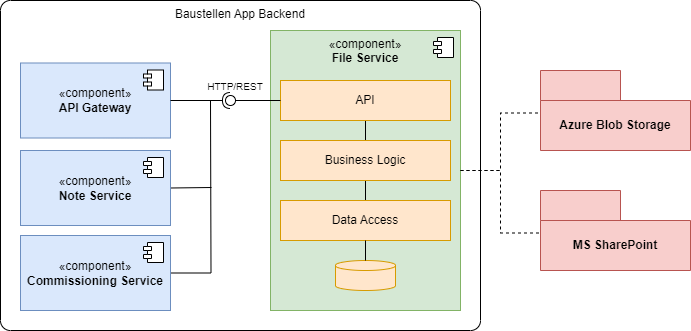 Baustellen App Backend
«component»
API Gateway
«component»
Note Service
«component»
Commissioning Service
HTTP/REST
«component»
File Service
API
Business Logic
Data Access
Azure Blob Storage
MS SharePoint